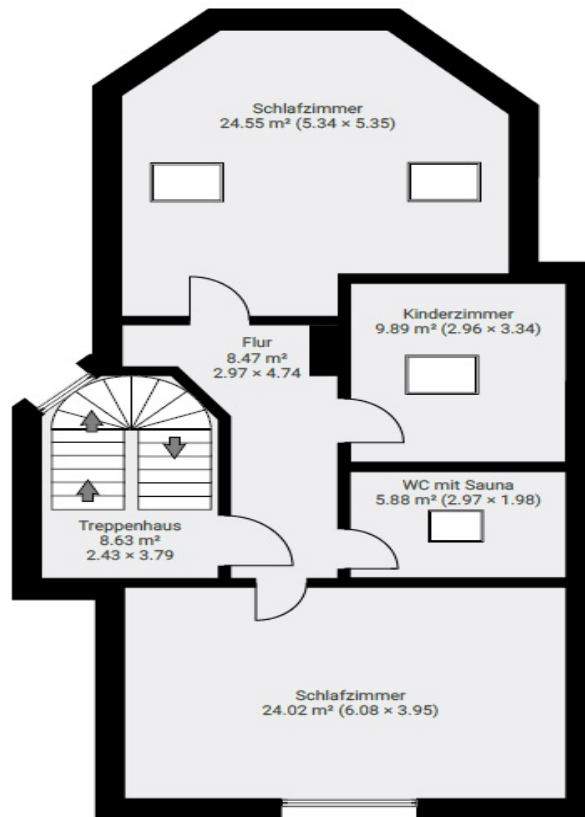 Schlafzimmer
24.55 m² (5.34 × 5.35)
Kinderzimmer
9.89 m² (2.96 × 3.34)
Flur
8.47 m²
2.97 × 4.74
WC mit Sauna
5.88 m² (2.97 × 1.98)
Treppenhaus
8.63 m²
2.43 × 3.79
Schlafzimmer
24.02 m² (6.08 × 3.95)